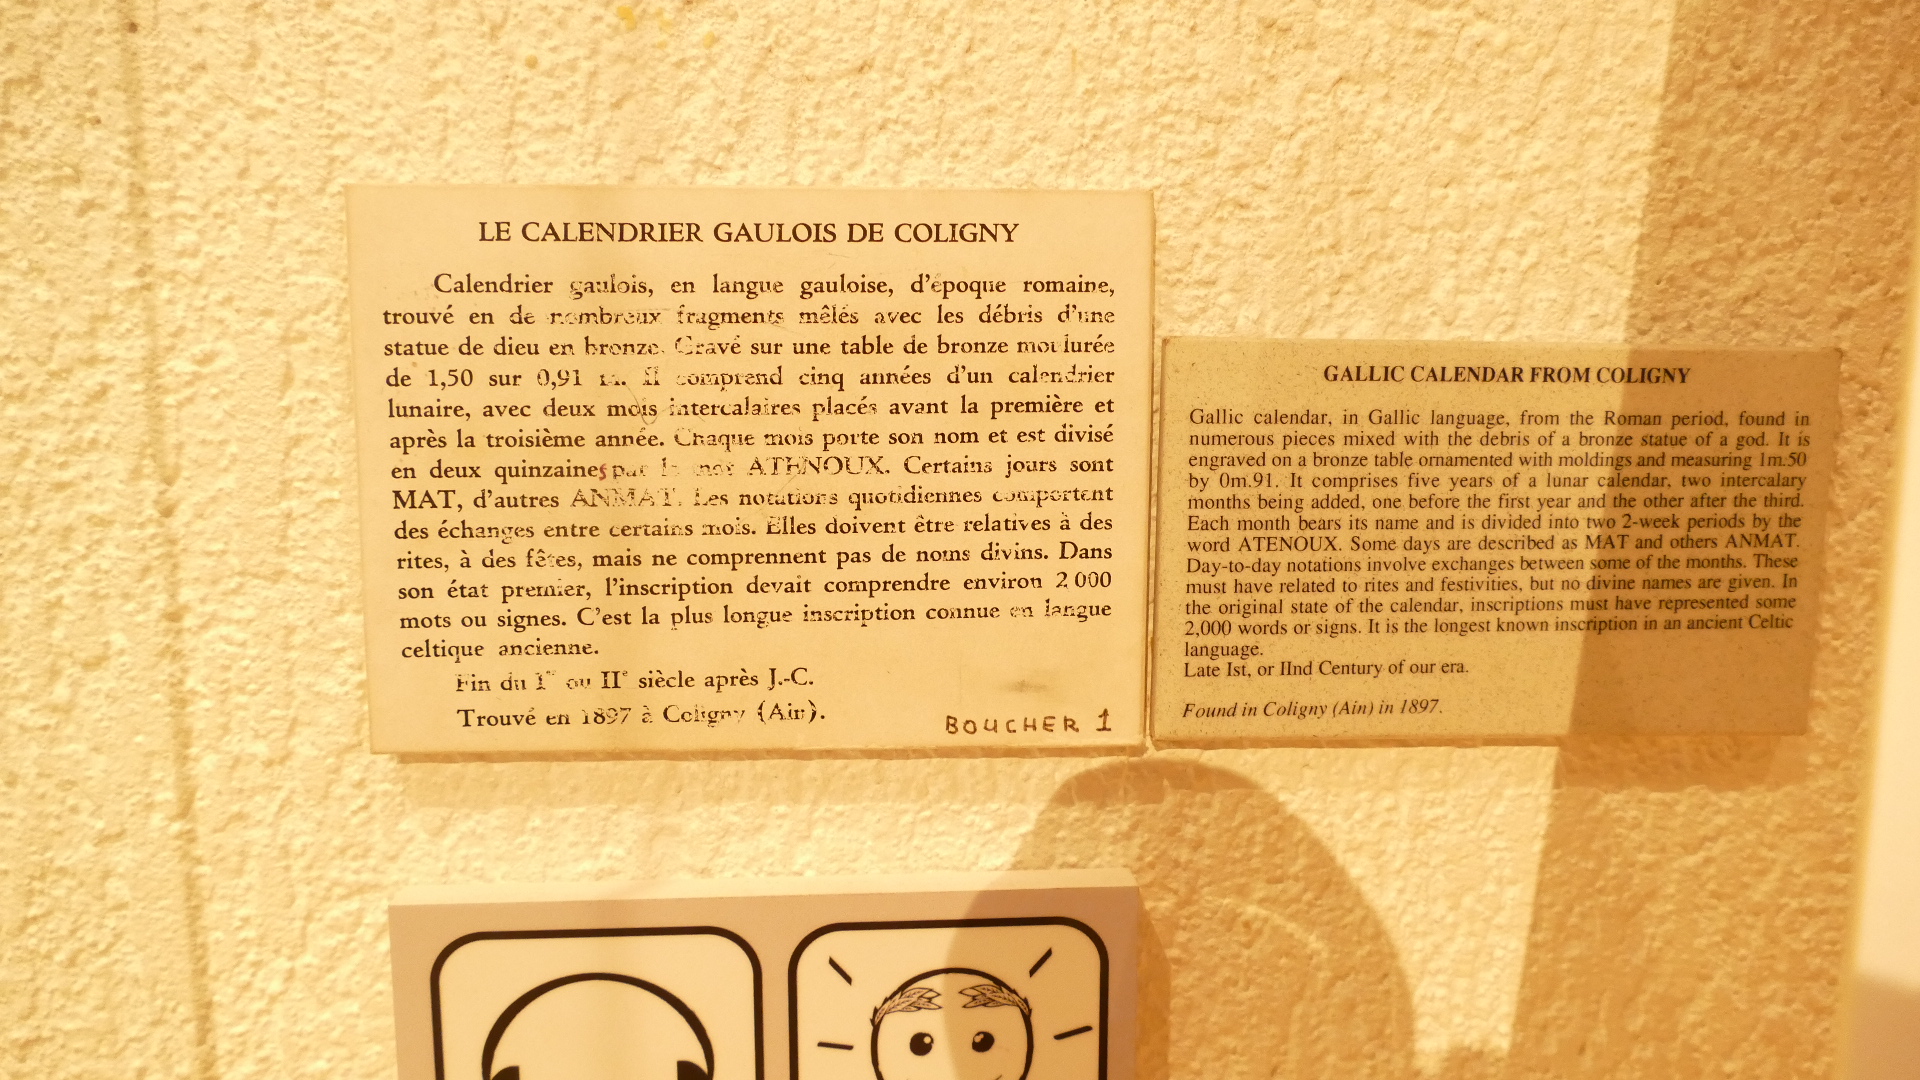 LE CALENDRIER GAULOIS DE COLIGNY
Calendrier gaulois, en langue gauloise, d'époque romaine,
trouvé en de nombreux fragments mêlés avec les débris d'une
statue de dieu en bronze. Gravé sur une table de bronze moulurée
de 1,50 sur 0,91 m. Il comprend cinq années d'un calendrier
lunaire, avec deux mois intercalaires placés avant la première et
après la troisième année. Chaque mois porte son nom et est divisé
en deux quinzaines par le mot ATENOUX. Certains jours sont
MAT, d'autres ANMAT. Les notations quotidiennes comportent
des échanges entre certains mois. Elles doivent être relatives à des
rites, à des fêtes, mais ne comprennent pas de noms divins. Dans
son état premier, l'inscription devait comprendre environ 2 000
mots ou signes. C'est la plus longue inscription connue en langue
celtique ancienne.
Fin du Iᵉʳ ou IIᵉ siècle après J.-C.
Trouvé en 1897 à Coligny (Ain).
BOUCHER 1
GALLIC CALENDAR FROM COLIGNY
Gallic calendar, in Gallic language, from the Roman period, found in
numerous pieces mixed with the debris of a bronze statue of a god. It is
engraved on a bronze table ornamented with moldings and measuring 1m.50
by 0m.91. It comprises five years of a lunar calendar, two intercalary
months being added, one before the first year and the other after the third.
Each month bears its name and is divided into two 2-week periods by the
word ATENOUX. Some days are described as MAT and others ANMAT.
Day-to-day notations involve exchanges between some of the months. These
must have related to rites and festivities, but no divine names are given. In
the original state of the calendar, inscriptions must have represented some
2,000 words or signs. It is the longest known inscription in an ancient Celtic
language.
Late Ist, or IInd Century of our era.
Found in Coligny (Ain) in 1897.